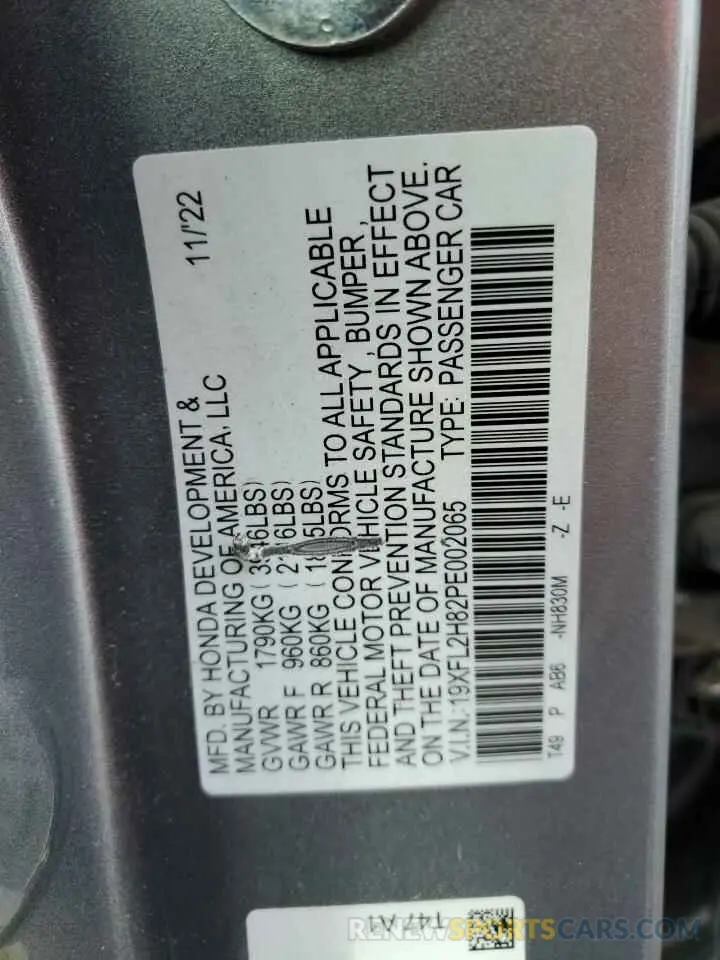 MFD. BY HONDA DEVELOPMENT &
MANUFACTURING OF AMERICA, LLC 11/'22
GVWR 1790KG (
GAWR F 960KG (
GAWR R 860KG (
THIS VEHICLE TO ALL APPLICABLE
FEDERAL MOTOR VEHICLE SAFETY, BUMPER,
AND THEFT PREVENTION STANDARDS IN EFFECT
ON THE DATE OF MANUFACTURE SHOWN ABOVE.
V.I.N.: 19XFL2H82PE002065 TYPE: PASSENGER CAR
T49 P AB6 -NH830M -Z -E
T47 A1
RENEWSPORTSCARS.COM